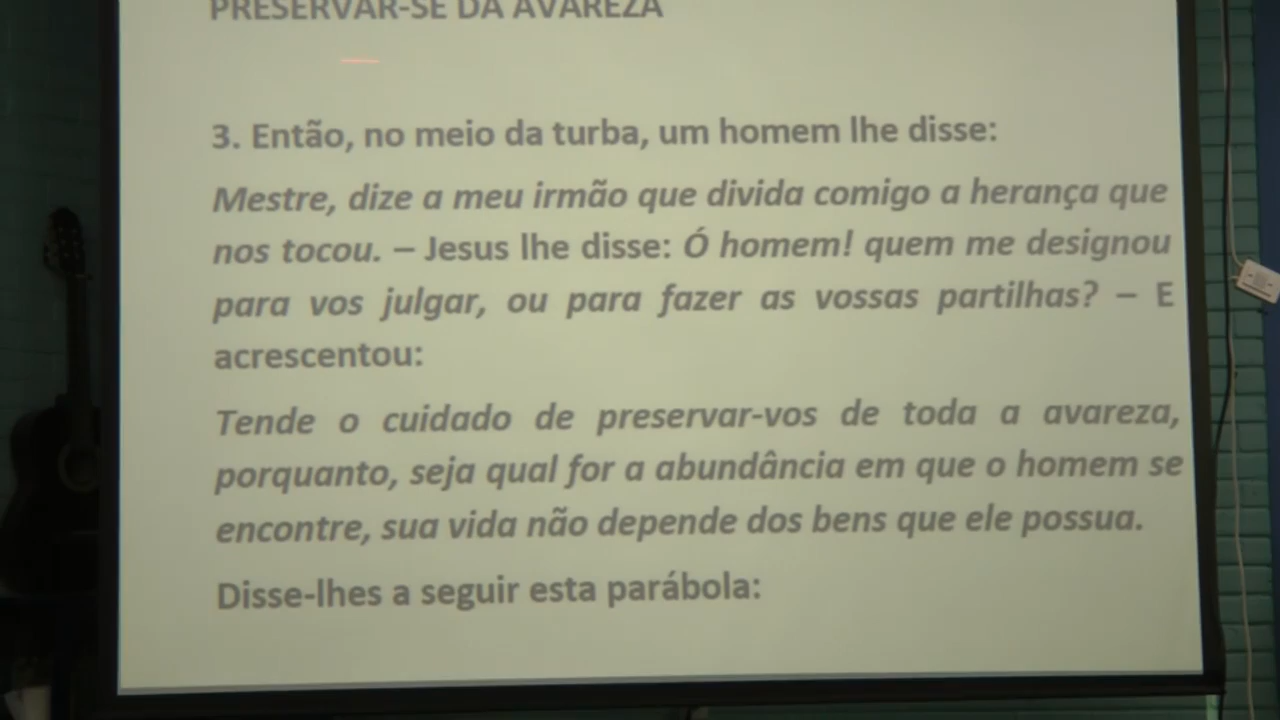 PRESERVAR-SE DA AVAREZA
3. Então, no meio da turba, um homem lhe disse:
Mestre, dize a meu irmão que divida comigo a herança que
nos tocou. – Jesus lhe disse: Ó homem! quem me designou
para vos julgar, ou para fazer as vossas partilhas? – E
acrescentou:
Tende o cuidado de preservar-vos de toda a avareza,
porquanto, seja qual for a abundância em que o homem se
encontre, sua vida não depende dos bens que ele possua.
Disse-lhes a seguir esta parábola: